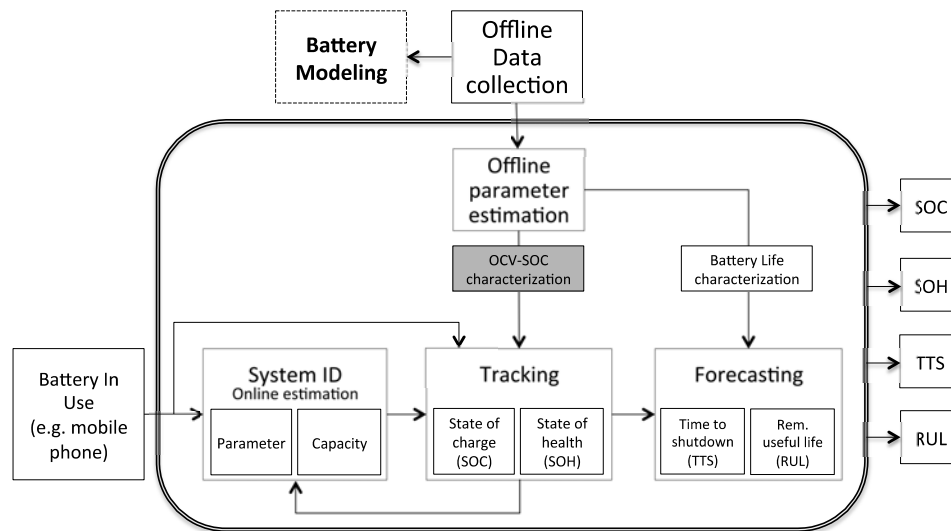 Battery
Modeling
Offline
Data
collection
Offline
parameter
estimation
OCV-SOC
characterization
Battery Life
characterization
SOC
SOH
TTS
RUL
Battery In
Use
(e.g. mobile
phone)
System ID
Online estimation
Parameter
Capacity
Tracking
State of
charge
(SOC)
State of
health
(SOH)
Forecasting
Time to
shutdown
(TTS)
Rem.
useful life
(RUL)